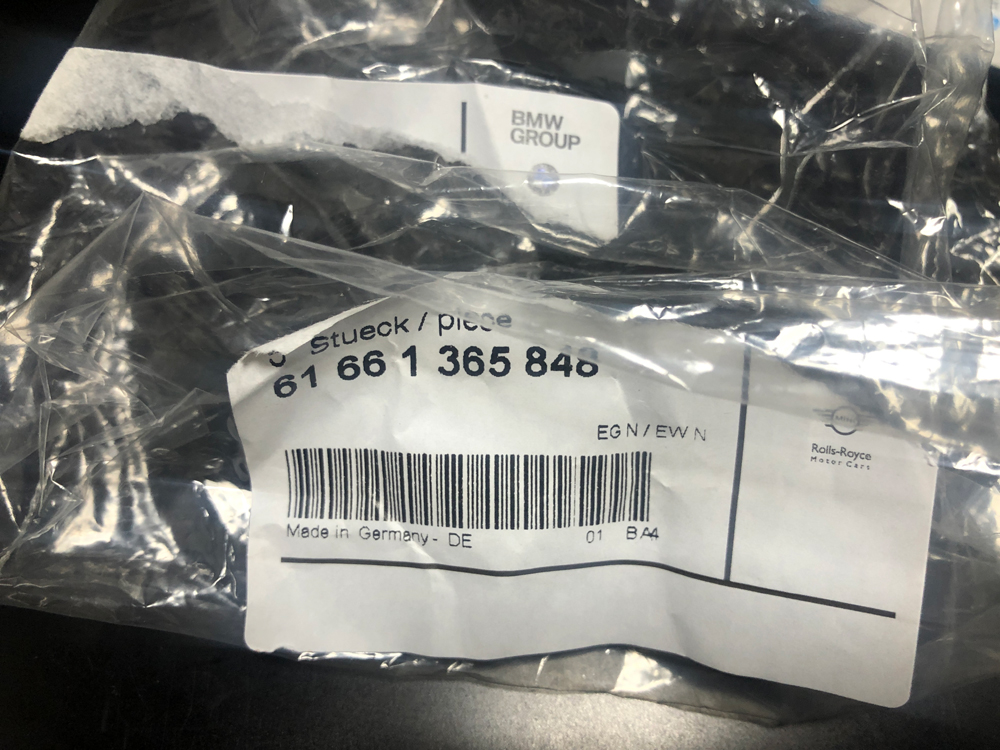 BMW
GROUP
Stueck / piece
61 66 1 365 848
EGN/EWN
MINI
Rolls-Royce
Motor Cars
Made in Germany - DE 01 BA4